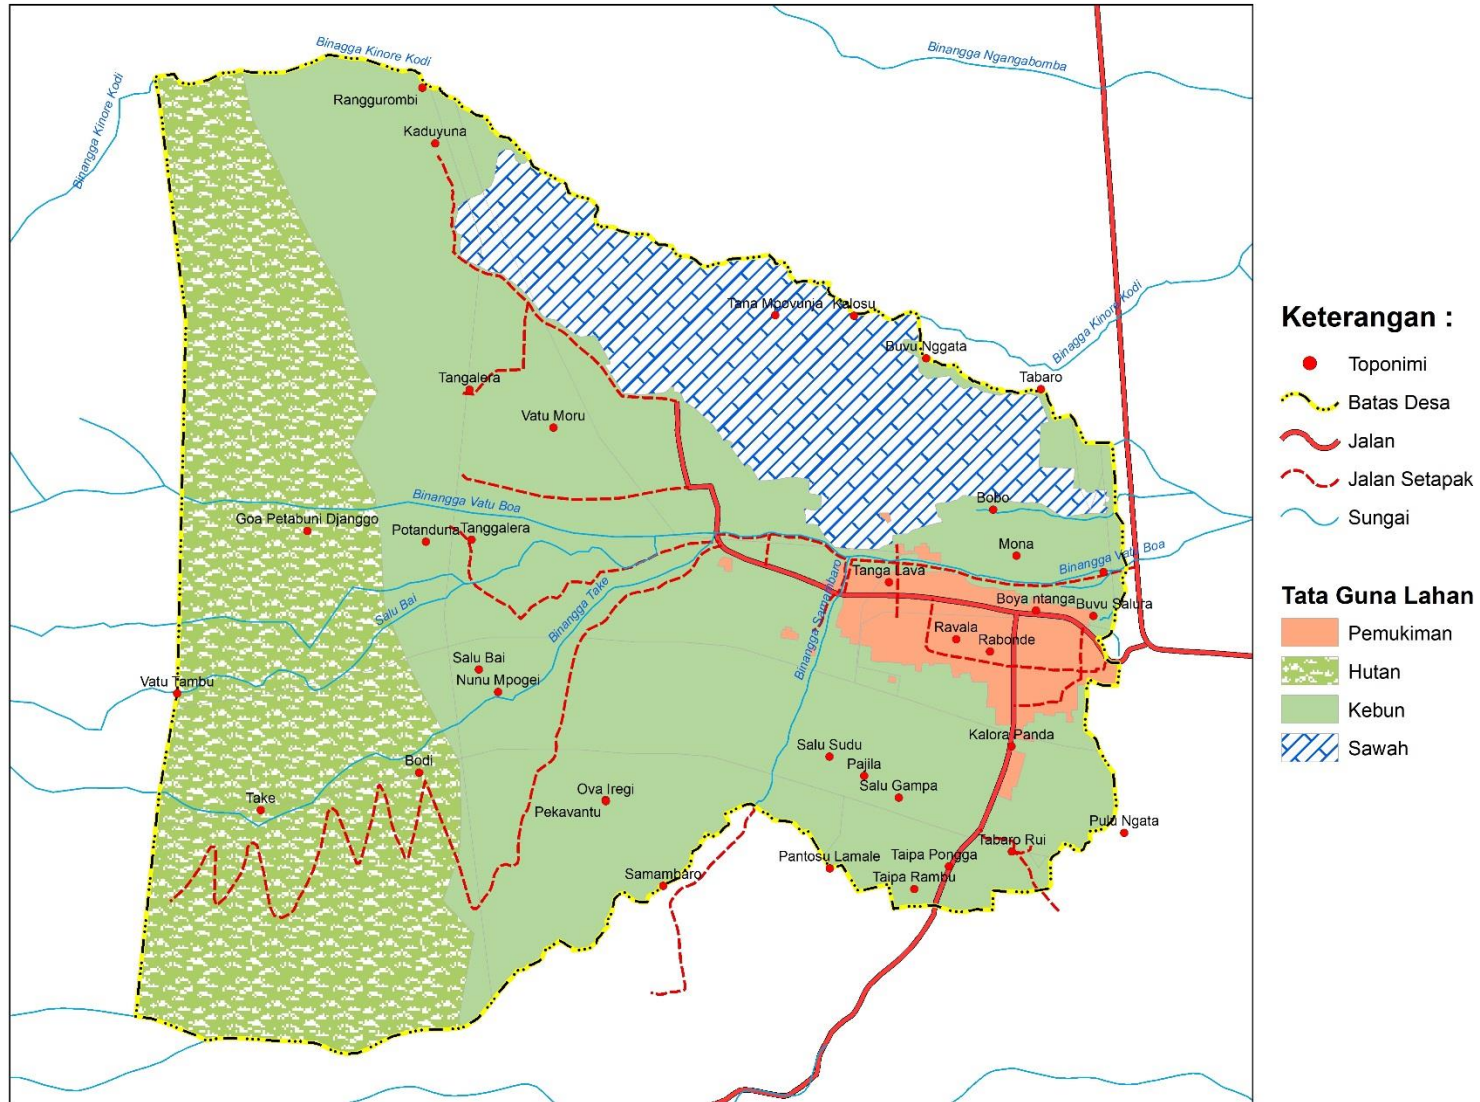 Binagga Kinore Kodi
Binangga Ngangabomba
Binangga Kinore Kodi
Ranggurombi
Kaduyuna
Binagga Kinore Kodi
Tana Mpovunja
Kalosu
Buvu Nggata
Tabaro
Tangalera
Vatu Moru
Binangga Vatu Boa
Bobo
Goa Petabuni Djanggo
Potanduna
Tanggalera
Mona
Binangga Vatu Boa
Tanga Lava
Binangga Samambaro
Binangga Take
Salu Bai
Boya ntanga
Buvu Salura
Ravala
Rabonde
Salu Bai
Nunu Mpogei
Vatu Tambu
Kalora Panda
Salu Sudu
Bodi
Pajila
Salu Gampa
Ova Iregi
Take
Pekavantu
Pulu Ngata
Tabaro Rui
Pantosu Lamale
Taipa Pongga
Samambaro
Taipa Rambu
Keterangan :
Toponimi
Batas Desa
Jalan
Jalan Setapak
Sungai
Tata Guna Lahan
Pemukiman
Hutan
Kebun
Sawah